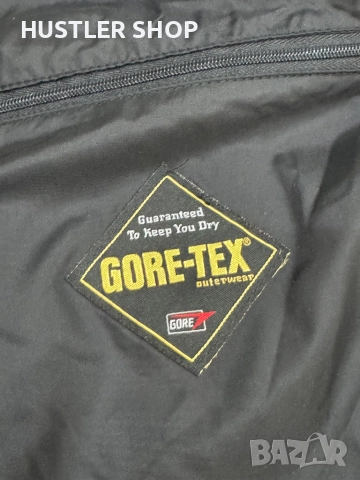 HUSTLER SHOP
Guaranteed
To Keep You Dry
GORE-TEX®
outerwear
GORE
BAZAR